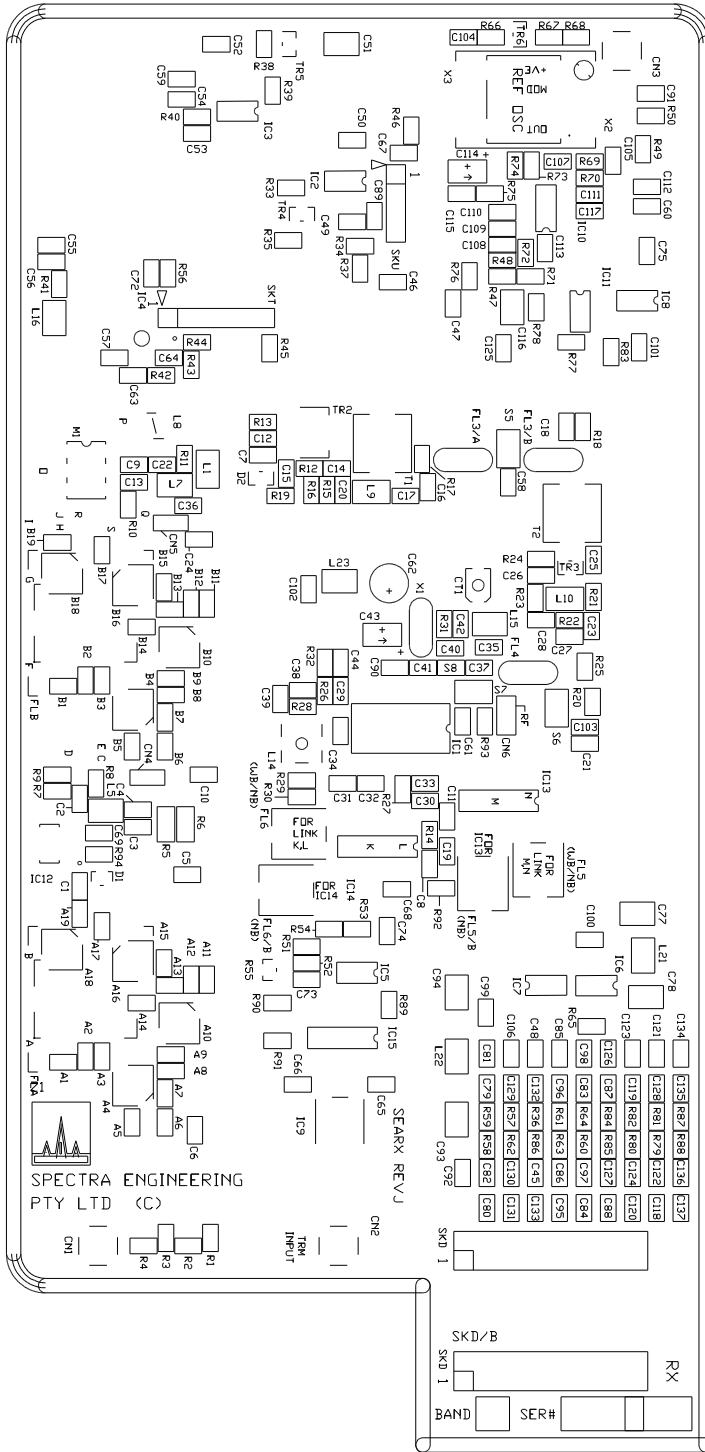 R66
R67
R68
C104
TR6
C52
R38
TR5
C51
CN3
X3
+VE
MOD
REF OSC
OUT
X2
C59
C54
R39
C91
R50
R40
IC3
C53
C50
R46
C67
R49
C105
C114
+
R74
C107
R69
R73
R70
1
IC2
C89
R33
R75
C111
C112
C117
C60
TR4
C49
C115
C110
C109
IC10
R35
R34
SKU
C108
R72
C113
C75
C55
R37
R48
C56
R41
C72
R56
C46
R76
R71
IC4
1
SKT
R47
IC11
IC8
L16
C47
C116
R78
R44
C57
C64
R43
R45
C125
R77
R83
C101
C63
R42
P
L8
R13
TR2
FL3/A
S5
FL3/B
C18
R18
M1
C12
C7
R11
L1
C9
C22
R12
C14
T1
R17
O
C13
L7
D2
C15
C58
R19
R16
R15
C20
L9
C17
C16
C36
I
J
H
R
S
Q
R10
CN5
T2
B19
C24
R24
C25
G
B17
B15
B13
B12
B11
C26
TR3
B18
B16
C102
L23
C62
X1
CT1
R23
L10
R21
B14
C43
R31
C42
L15
R22
C23
B10
+
C28
C27
F
B2
R32
C44
C40
C35
FL4
FLB
B1
B3
B4
B9
B8
C38
C90
C41
S8
C37
R25
B7
C39
R28
R26
C29
S7
R20
D
E
C
B5
B6
L14
C34
IC1
C61
R93
CN6
RF
S6
C103
C21
CN4
(WB/NB)
R9
R7
R8
L5
C10
R30
R29
C31
C32
R27
C33
C30
C11
IC13
M
N
C2
C4
C3
FL6
FOR
LINK
K,L
R5
R6
C69
R94
K
L
R14
C19
FOR
IC13
FOR
LINK
M,N
FL5
(WB/NB)
IC12
C1
D1
C5
FOR
IC14
IC14
C68
C8
R92
FL5/B
(NB)
A19
B
A17
A15
A12
A11
FL6/B
(NB)
R54
R53
C74
C100
C77
A18
A16
A13
R51
R52
L21
R55
IC5
C94
C99
IC7
IC6
C78
A14
A10
C73
R90
R89
R65
A
A2
A9
A8
R91
IC15
L22
C81
C106
C48
C85
C98
C126
C123
C121
C134
A1
A3
A4
A7
C66
C65
C79
C129
C132
C96
C83
C87
C119
C128
C135
A5
A6
IC9
C93
R59
R57
R36
R61
R64
R84
R82
R81
R87
C6
R58
R62
R86
R63
R60
R85
R80
R79
R88
SEARX REVJ
C92
C82
C130
C45
C86
C97
C127
C124
C122
C136
SPECTRA ENGINEERING
PTY LTD (C)
C80
C131
C133
C95
C84
C88
C120
C118
C137
CN1
R4
R3
R2
R1
TRM
INPUT
CN2
SKD
1
SKD/B
SKD
1
RX
BAND
SER#